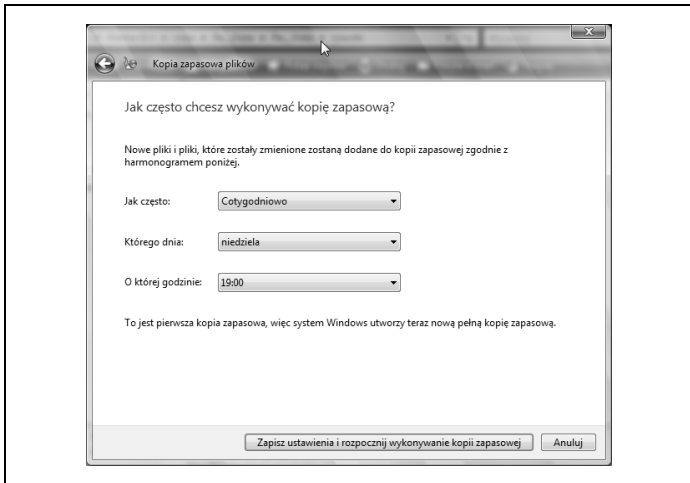 Kopia zapasowa plików
Jak często chcesz wykonywać kopię zapasową?
Nowe pliki i pliki, które zostały zmienione zostaną dodane do kopii zapasowej zgodnie z
harmonogramem poniżej.
Jak często: Cotygodniowo
Którego dnia: niedziela
O której godzinie: 19:00
To jest pierwsza kopia zapasowa, więc system Windows utworzy teraz nową pełną kopię zapasową.
Zapisz ustawienia i rozpocznij wykonywanie kopii zapasowej Anuluj